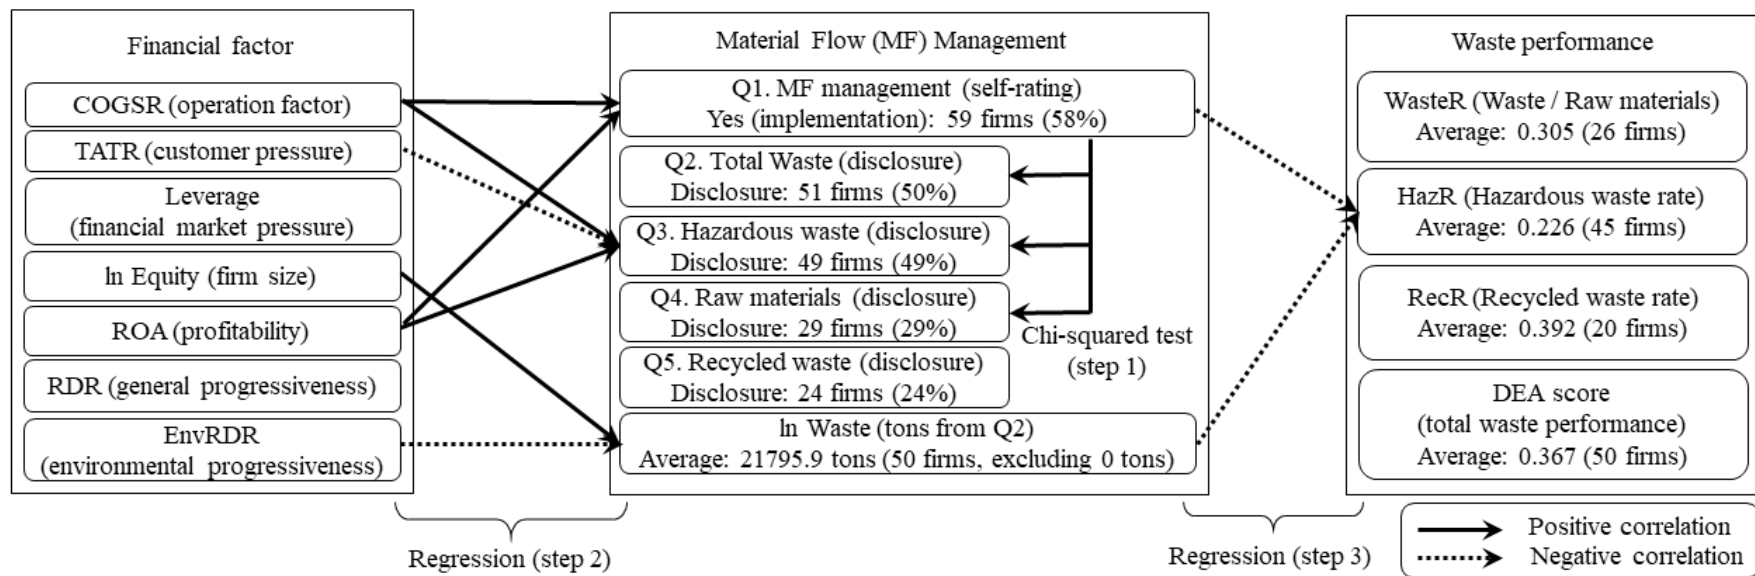 Financial factor
COGSR (operation factor)
TATR (customer pressure)
Leverage
(financial market pressure)
ln Equity (firm size)
ROA (profitability)
RDR (general progressiveness)
EnvRDR
(environmental progressiveness)
Regression (step 2)
Material Flow (MF) Management
Q1. MF management (self-rating)
Yes (implementation): 59 firms (58%)
Q2. Total Waste (disclosure)
Disclosure: 51 firms (50%)
Q3. Hazardous waste (disclosure)
Disclosure: 49 firms (49%)
Q4. Raw materials (disclosure)
Disclosure: 29 firms (29%)
Q5. Recycled waste (disclosure)
Disclosure: 24 firms (24%)
Chi-squared test
(step 1)
ln Waste (tons from Q2)
Average: 21795.9 tons (50 firms, excluding 0 tons)
Regression (step 3)
Waste performance
WasteR (Waste / Raw materials)
Average: 0.305 (26 firms)
HazR (Hazardous waste rate)
Average: 0.226 (45 firms)
RecR (Recycled waste rate)
Average: 0.392 (20 firms)
DEA score
(total waste performance)
Average: 0.367 (50 firms)
Positive correlation
Negative correlation